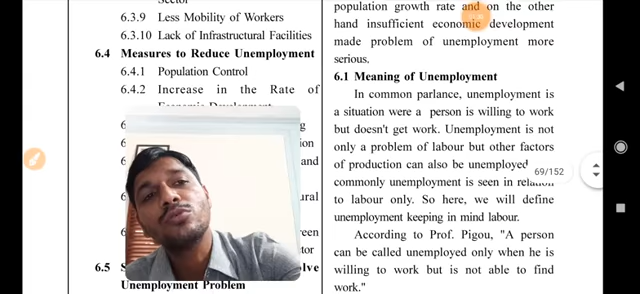 Sector
6.3.9 Less Mobility of Workers
6.3.10 Lack of Infrastructural Facilities
6.4 Measures to Reduce Unemployment
6.4.1 Population Control
6.4.2 Increase in the Rate of
Economic Development
6.5
Unemployment Problem
population growth rate and on the other
hand insufficient economic development
made problem of unemployment more
serious.
6.1 Meaning of Unemployment
In common parlance, unemployment is
a situation were a person is willing to work
but doesn't get work. Unemployment is not
only a problem of labour but other factors
of production can also be unemployed
commonly unemployment is seen in relation
to labour only. So here, we will define
unemployment keeping in mind labour.
According to Prof. Pigou, "A person
can be called unemployed only when he is
willing to work but is not able to find
work."
69/152